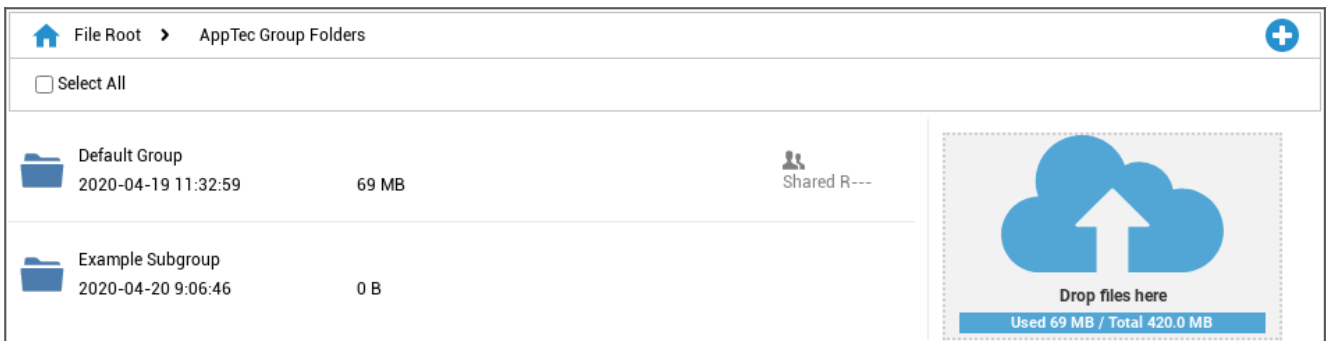 File Root > AppTec Group Folders
Select All
Default Group
2020-04-19 11:32:59 69 MB
Shared R---
Example Subgroup
2020-04-20 9:06:46 0 B
Drop files here
Used 69 MB / Total 420.0 MB